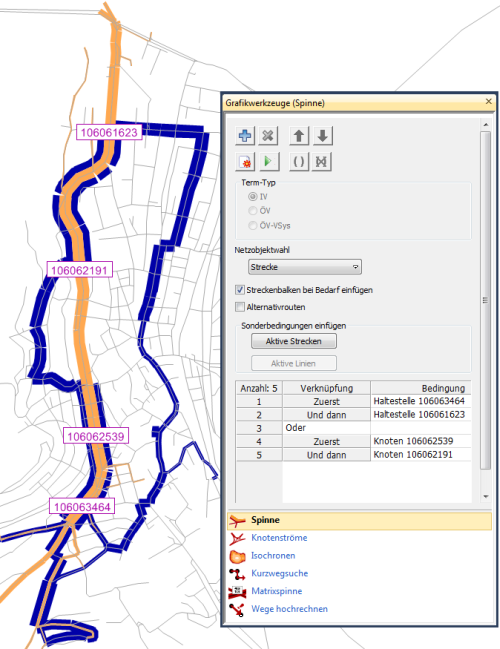 106061623
106062191
106062539
106063464
Grafikwerkzeuge (Spinne)
Term-Typ
IV
ÖV
ÖV-VSys
Netzobjektwahl
Strecke
Streckenbalken bei Bedarf einfügen
Alternativrouten
Sonderbedingungen einfügen
Aktive Strecken
Aktive Linien
Anzahl: 5 Verknüpfung Bedingung
1 Zuerst Haltestelle 106063464
2 Und dann Haltestelle 106061623
3 Oder
4 Zuerst Knoten 106062539
5 Und dann Knoten 106062191
Spinne
Knotenströme
Isochronen
Kurzwegsuche
Matrixspinne
Wege hochrechnen